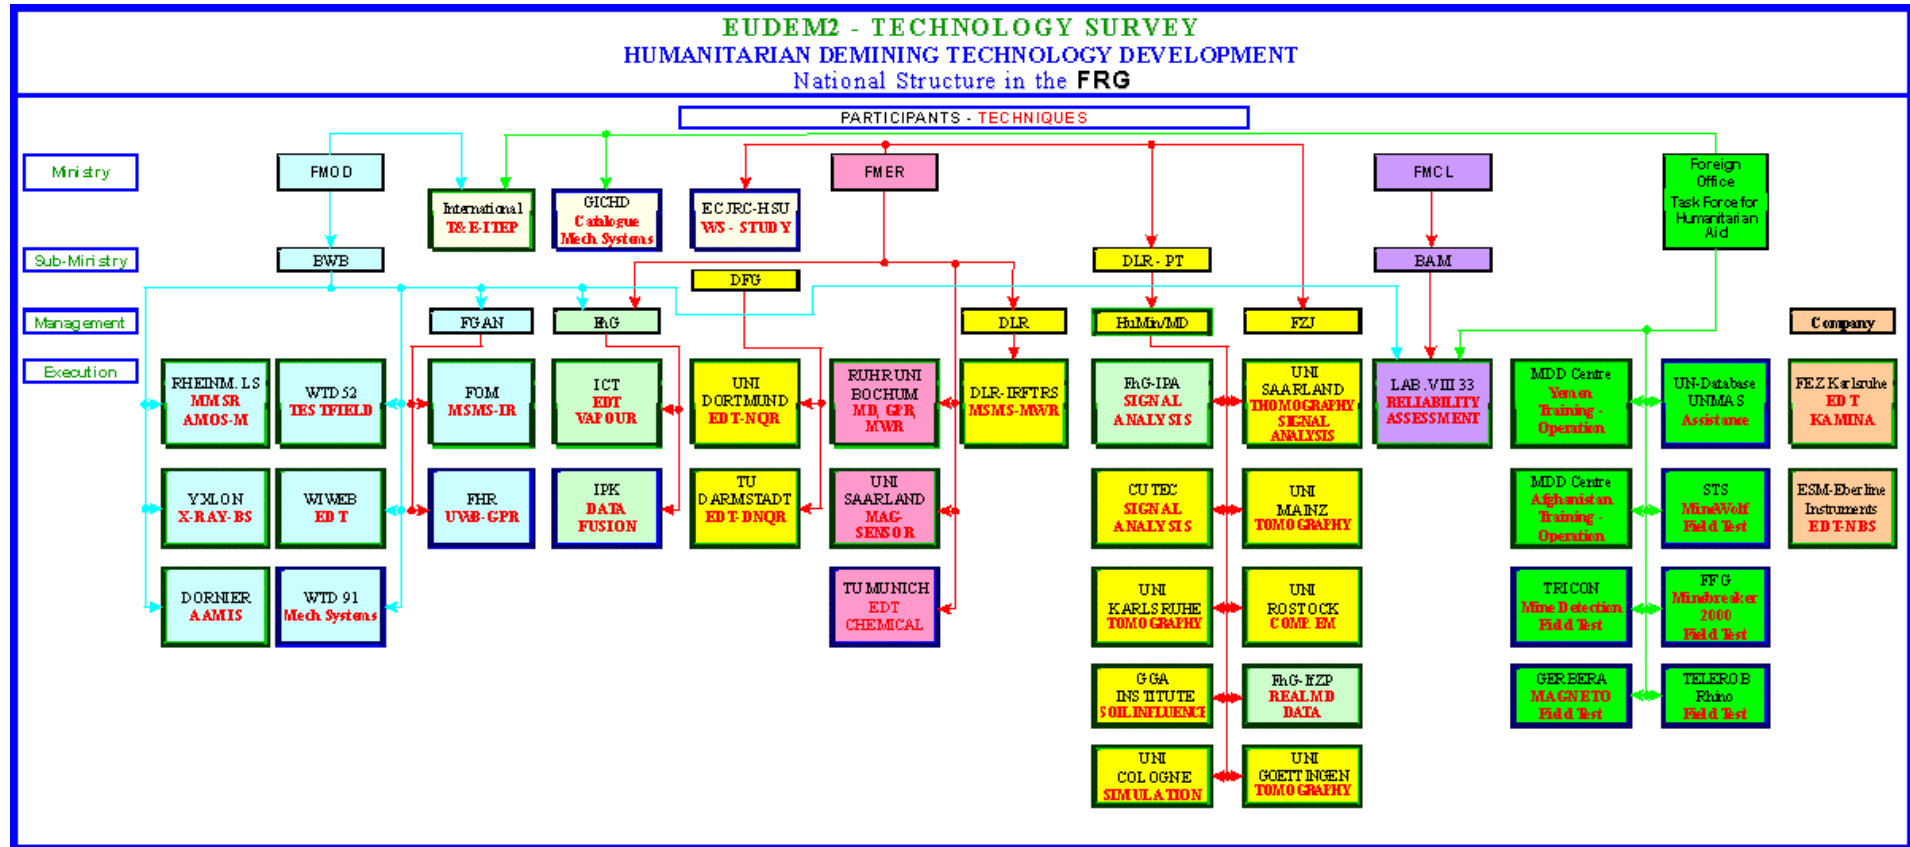 EUDEM2 - TECHNOLOGY SURVEY
HUMANITARIAN DEMINING TECHNOLOGY DEVELOPMENT
National Structure in the FRG
PARTICIPANTS - TECHNIQUES
Ministry
FMOD
International
T&E-ITEP
GICHD
Catalogue
Mech Systems
ECJRC-HSU
WS - STUDY
FMER
FMCL
Foreign
Office
Task Force for
Humanitarian
Aid
Sub-Ministry
BWB
DFG
DLR - PT
BAM
Management
FGAN
FhG
DLR
HuMin/MD
FZJ
Company
Execution
RHEINM. LS
MMSR
AMOS-M
WTD 52
TESTFIELD
FOM
MSMS-IR
ICT
EDT
VAPOUR
UNI
DORTMUND
EDT-NQR
RUHR UNI
BOCHUM
MD, GPR,
MWR
DLR-IRFTRS
MSMS-MWR
FhG-IPA
SIGNAL
ANALYSIS
UNI
SAARLAND
THOMOGRAPHY
SIGNAL
ANALYSIS
LAB. VIII 33
RELIABILITY
ASSESSMENT
MDD Centre
Yemen
Training -
Operation
UN-Database
UNMAS
Assistance
FEZ Karlsruhe
EDT
KAMINA
YXLON
X-RAY-BS
WIWEB
EDT
FHR
UWB-GPR
IPK
DATA
FUSION
TU
DARMSTADT
EDT-DNQR
UNI
SAARLAND
MAG-
SENSOR
CUTEC
SIGNAL
ANALYSIS
UNI
MAINZ
TOMOGRAPHY
MDD Centre
Afghanistan
Training -
Operation
STS
MineWolf
Field Test
ESM-Eberline
Instruments
EDT-NBS
DORNIER
AAMIS
WTD 91
Mech Systems
TU MUNICH
EDT
CHEMICAL
UNI
KARLSRUHE
TOMOGRAPHY
UNI
ROSTOCK
COMP. EM
TRICON
Mine Detection
Field Test
FFG
Minebreaker
2000
Field Test
GGA
INSTITUTE
SOIL INFLUENCE
FhG-IfZP
REAL MD
DATA
GERBERA
MAGNETO
Field Test
TELEROB
Rhino
Field Test
UNI
COLOGNE
SIMULATION
UNI
GOETTINGEN
TOMOGRAPHY